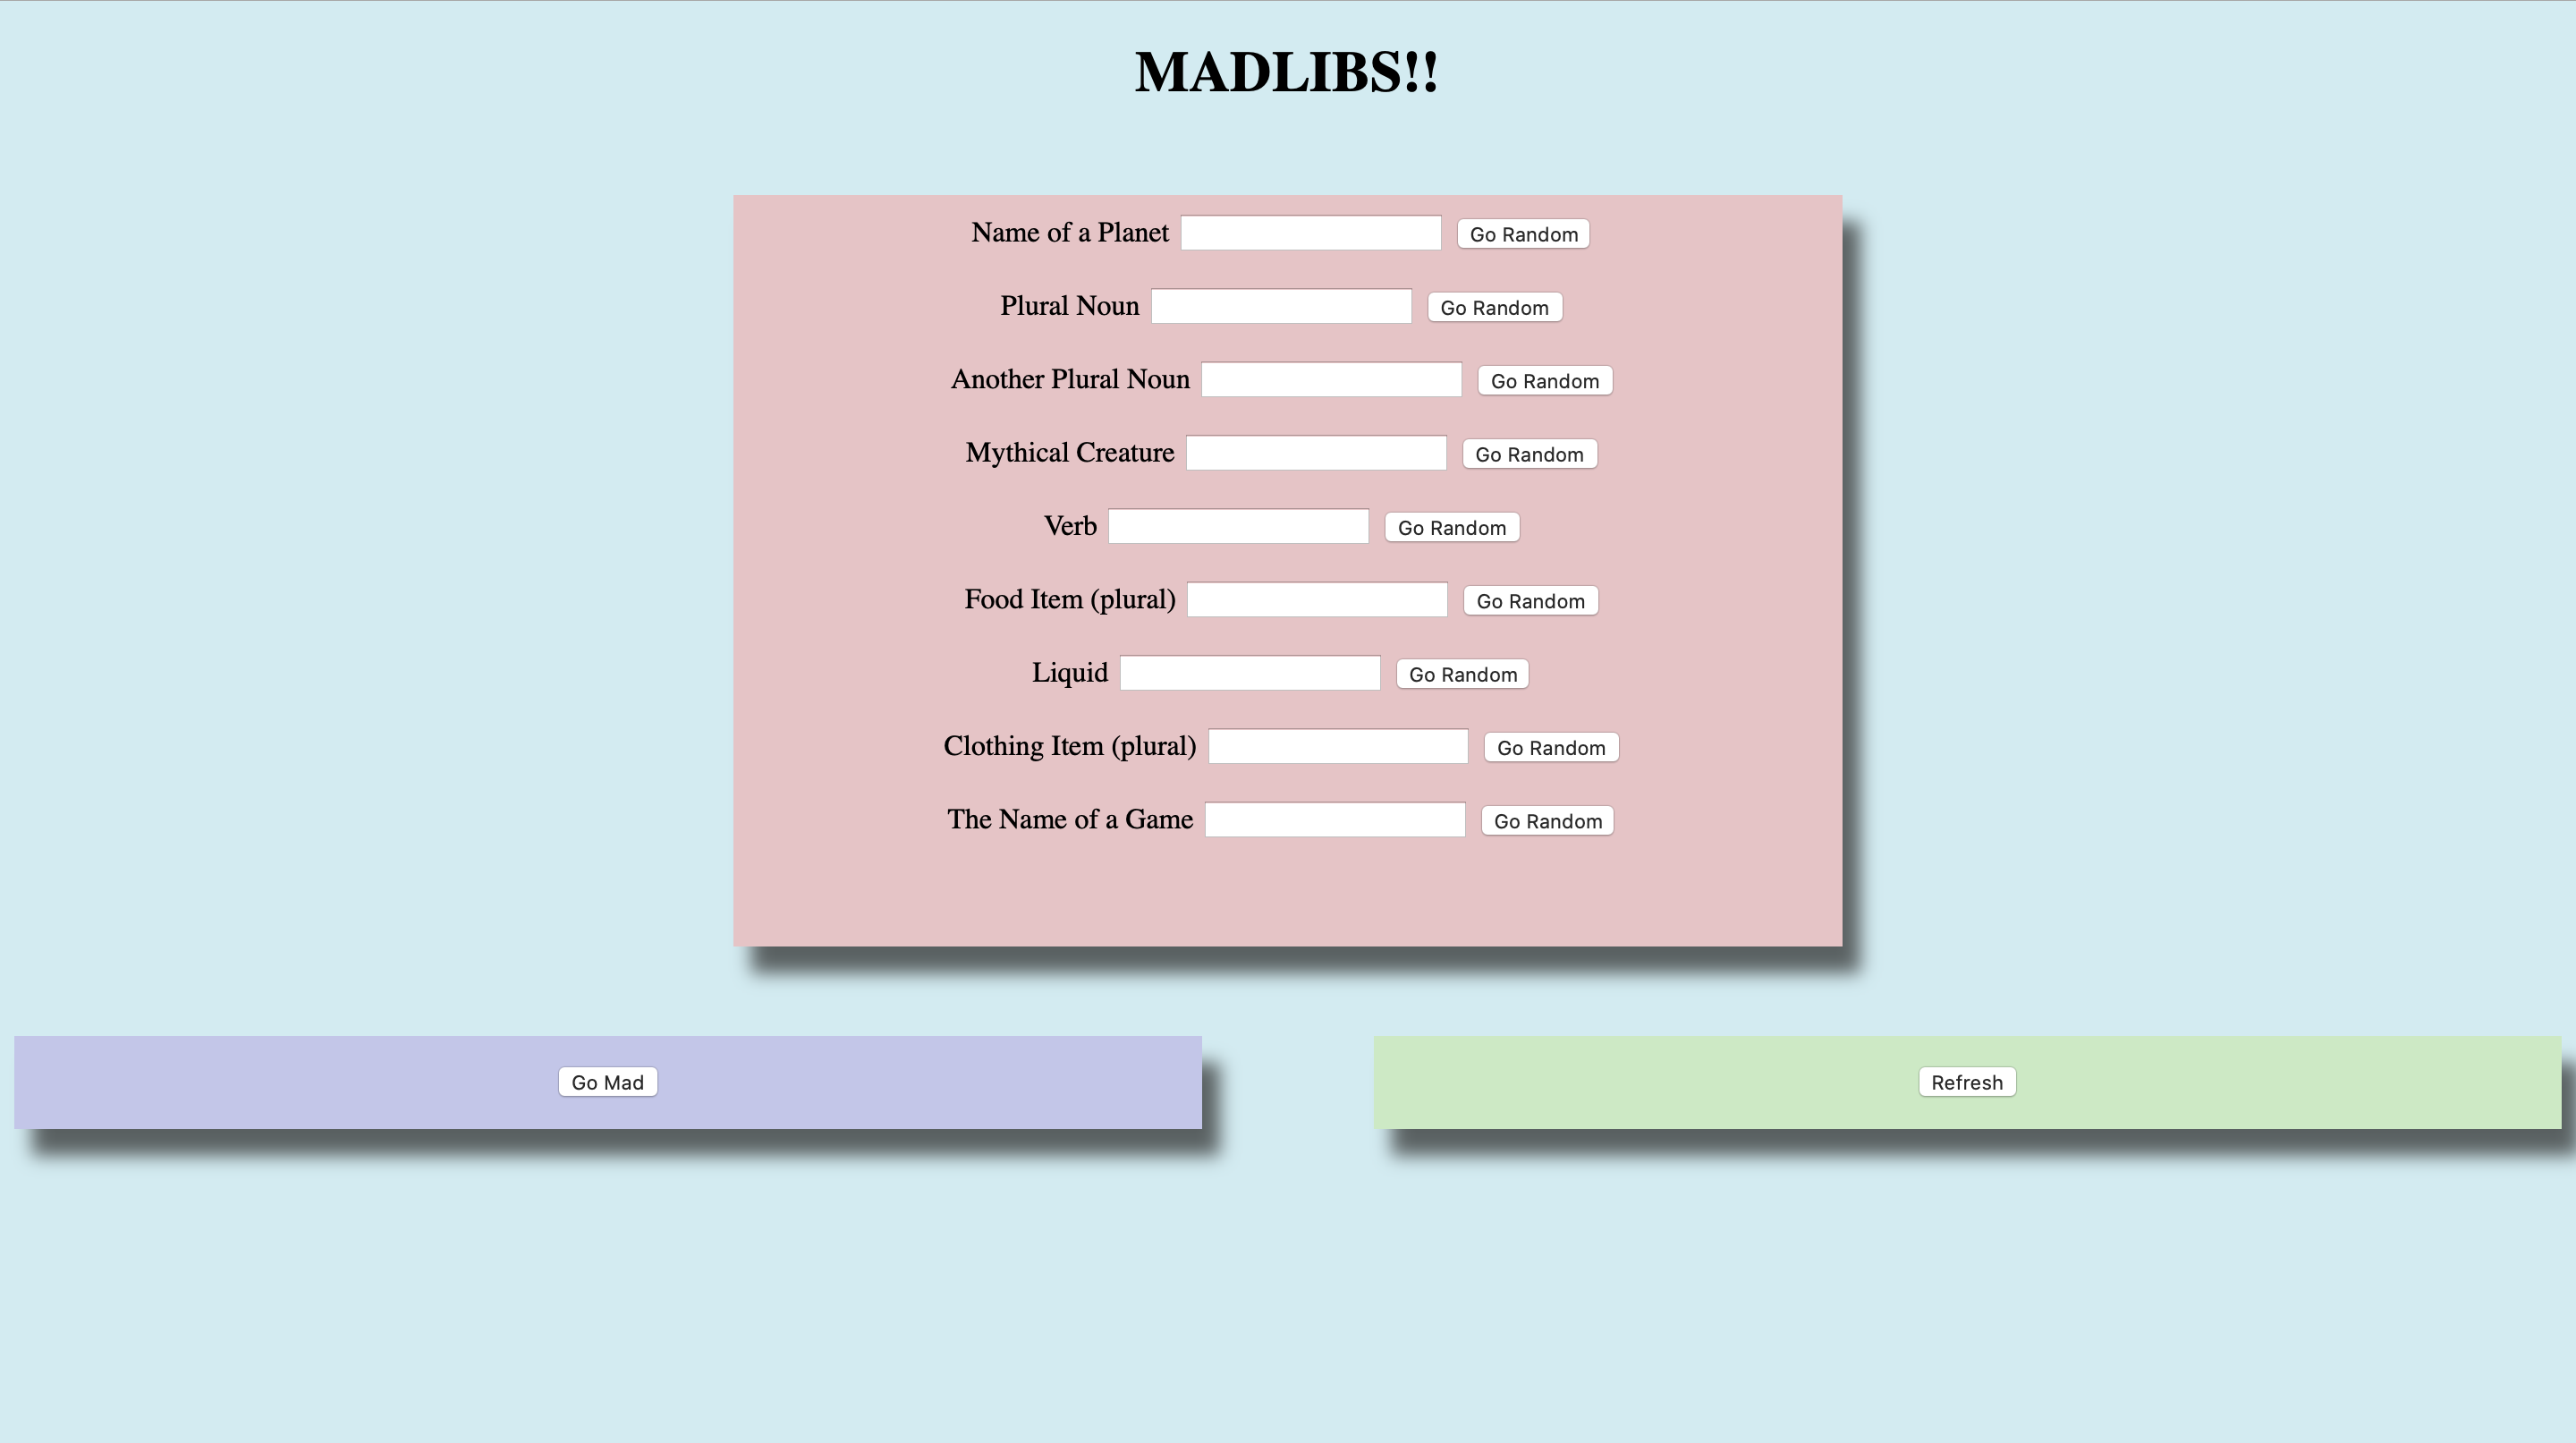 MADLIBS!!
Name of a Planet Go Random
Plural Noun Go Random
Another Plural Noun Go Random
Mythical Creature Go Random
Verb Go Random
Food Item (plural) Go Random
Liquid Go Random
Clothing Item (plural) Go Random
The Name of a Game Go Random
Go Mad Refresh